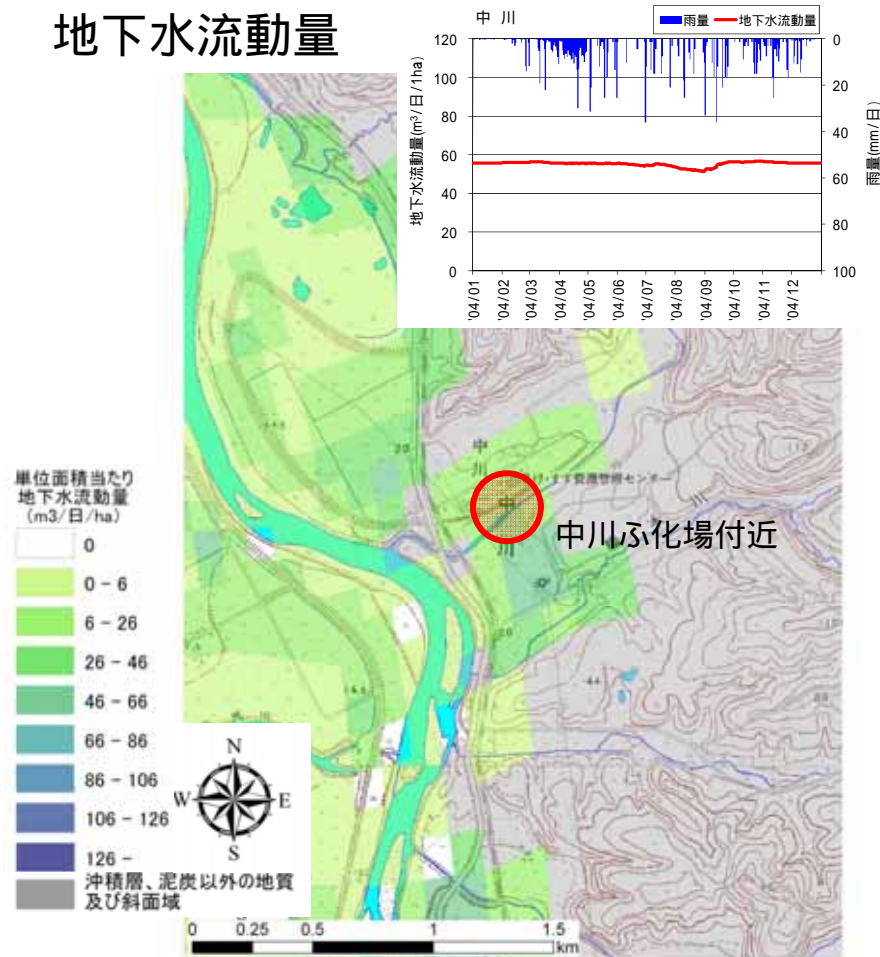 地下水流動量
中 川
雨量
地下水流動量
地下水流動量(m³/日/1ha)
120
100
80
60
40
20
0
0
20
40
60
80
100
雨量(mm/日)
'04/01
'04/02
'04/03
'04/04
'04/05
'04/06
'04/07
'04/08
'04/09
'04/10
'04/11
'04/12
中川
中
川
20
20
44
112
中川ふ化場付近
単位面積当たり
地下水流動量
(m3/日/ha)
0
0 - 6
6 - 26
26 - 46
46 - 66
66 - 86
86 - 106
106 - 126
126 -
沖積層、泥炭以外の地質
及び斜面域
N
W
E
S
0 0.25 0.5 1 1.5
km